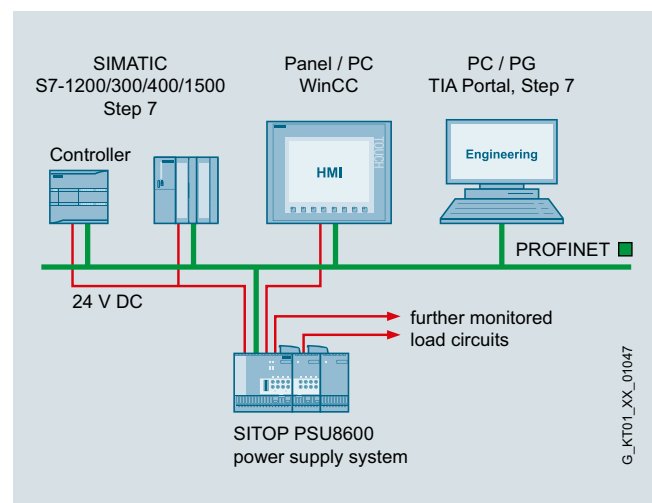 SIMATIC
S7-1200/300/400/1500
Step 7
Panel / PC
WinCC
PC / PG
TIA Portal, Step 7
Controller
TOUCH
HMI
Engineering
PROFINET
24 V DC
further monitored
load circuits
SITOP PSU8600
power supply system
G_KT01_XX_01047